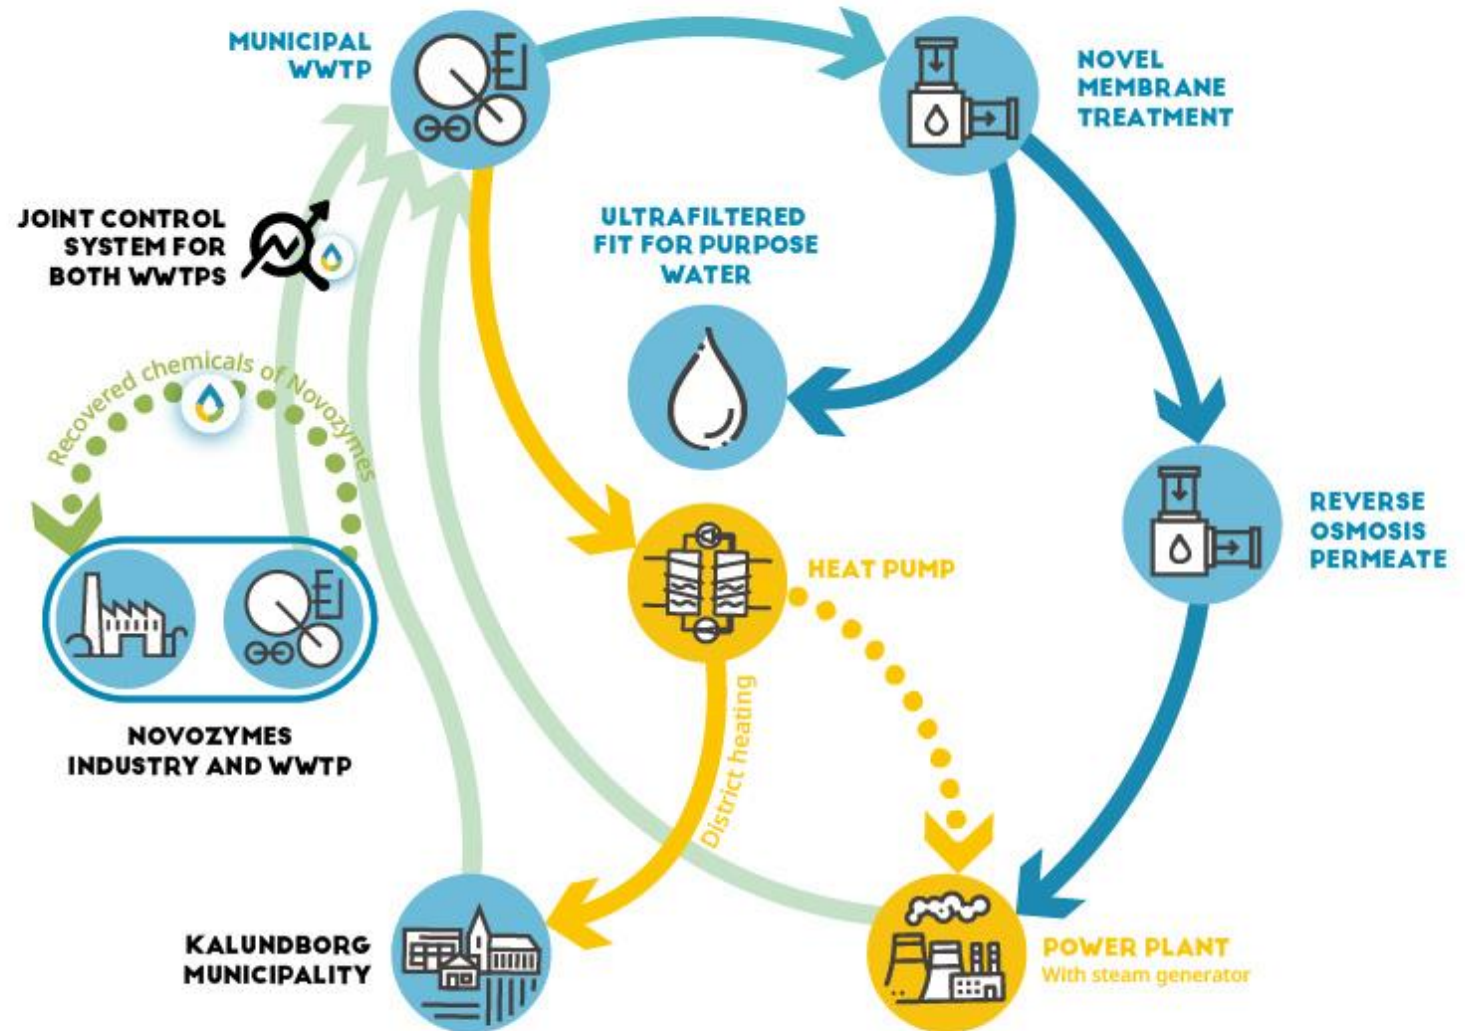 MUNICIPAL
WWTP
NOVEL
MEMBRANE
TREATMENT
JOINT CONTROL
SYSTEM FOR
BOTH WWTPS
ULTRAFILTERED
FIT FOR PURPOSE
WATER
Recovered chemicals of Novozymes
REVERSE
OSMOSIS
PERMEATE
HEAT PUMP
NOVOZYMES
INDUSTRY AND WWTP
District heating
KALUNDBORG
MUNICIPALITY
POWER PLANT
With steam generator